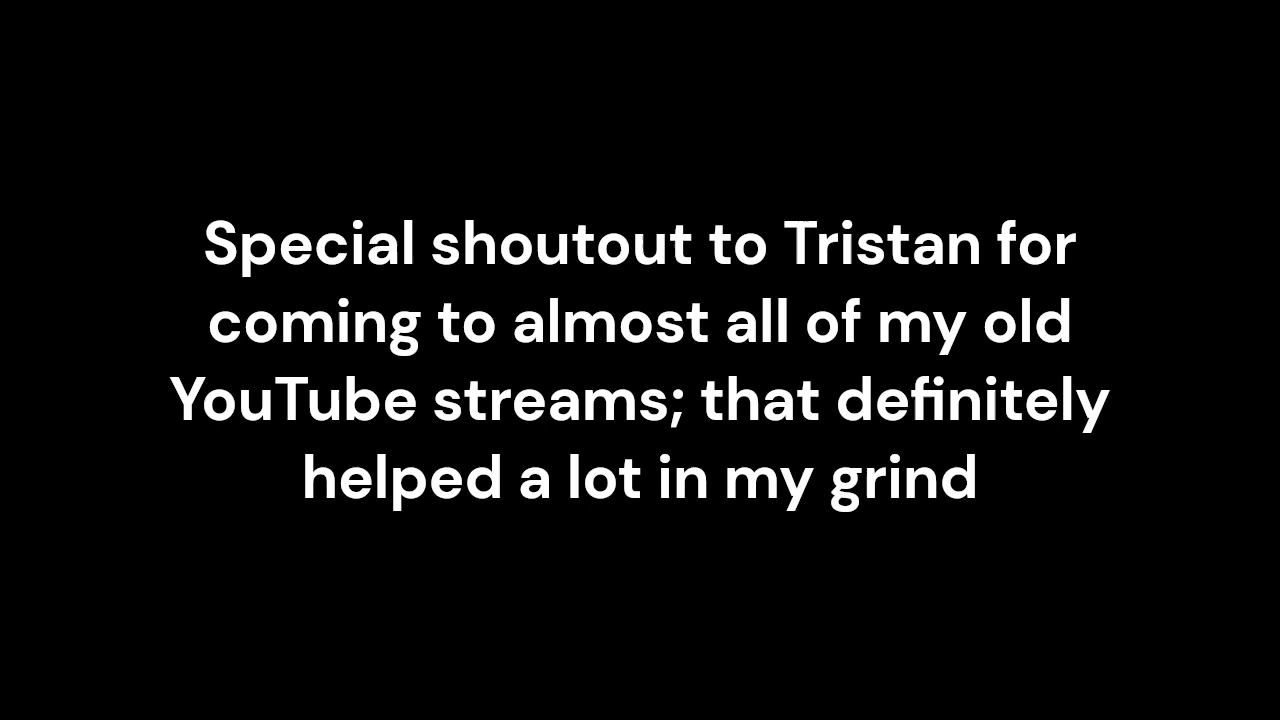 Special shoutout to Tristan for
coming to almost all of my old
YouTube streams; that definitely
helped a lot in my grind